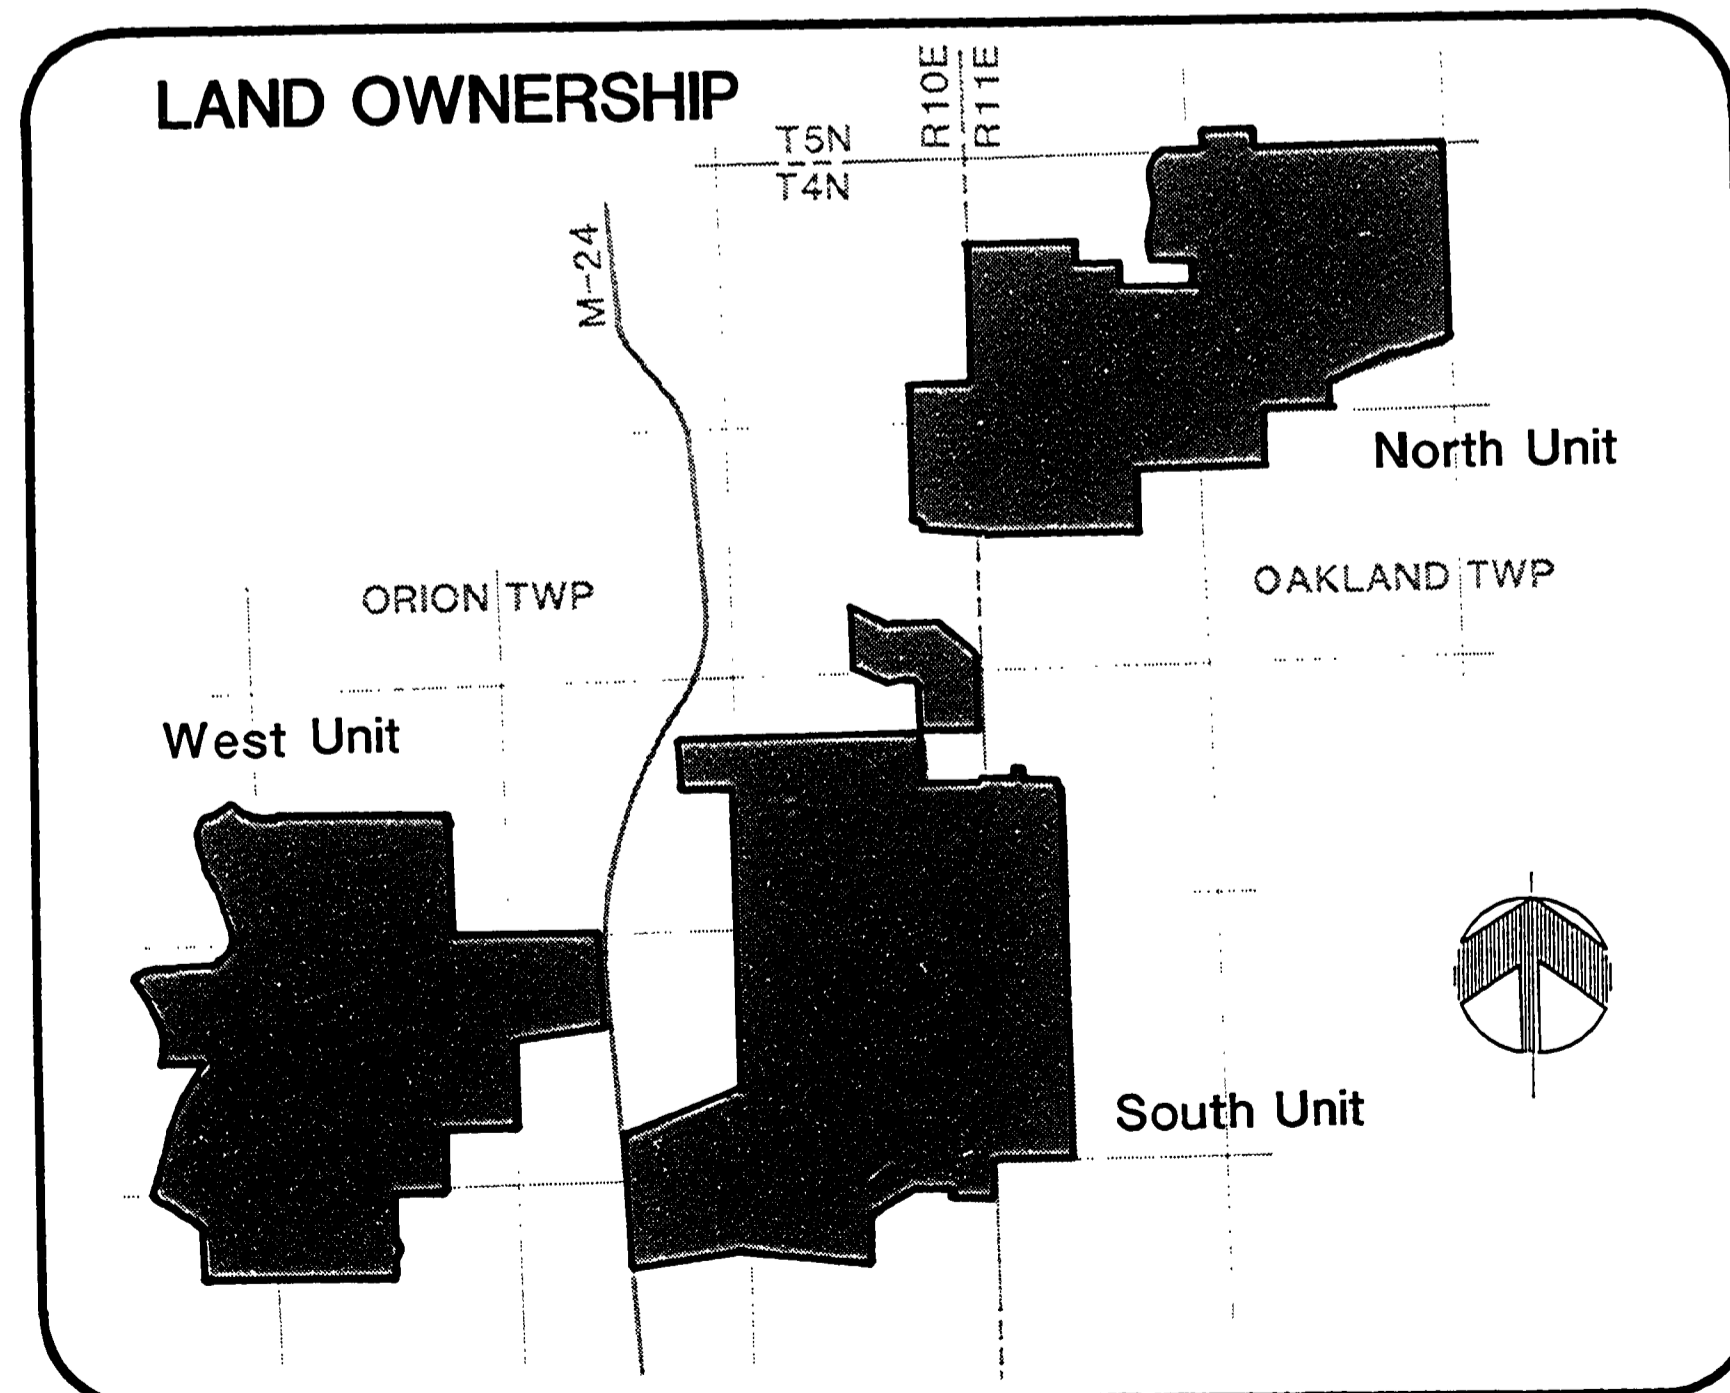 LAND OWNERSHIP
R10E
R11E
T5N
T4N
M-24
North Unit
ORION TWP
OAKLAND TWP
West Unit
South Unit